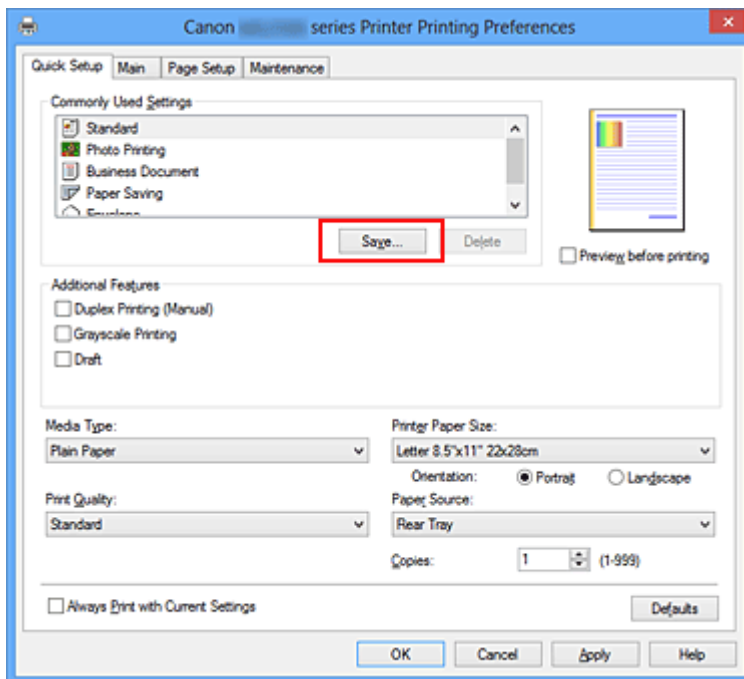 Canon series Printer Printing Preferences
Quick Setup Main Page Setup Maintenance
Commonly Used Settings
Standard
Photo Printing
Business Document
Paper Saving
Envelope
Save... Delete
Preview before printing
Additional Features
Duplex Printing (Manual)
Grayscale Printing
Draft
Media Type: Printer Paper Size:
Plain Paper Letter 8.5"x11" 22x28cm
Orientation: Portrait Landscape
Print Quality: Paper Source:
Standard Rear Tray
Copies: 1 (1-999)
Always Print with Current Settings Defaults
OK Cancel Apply Help